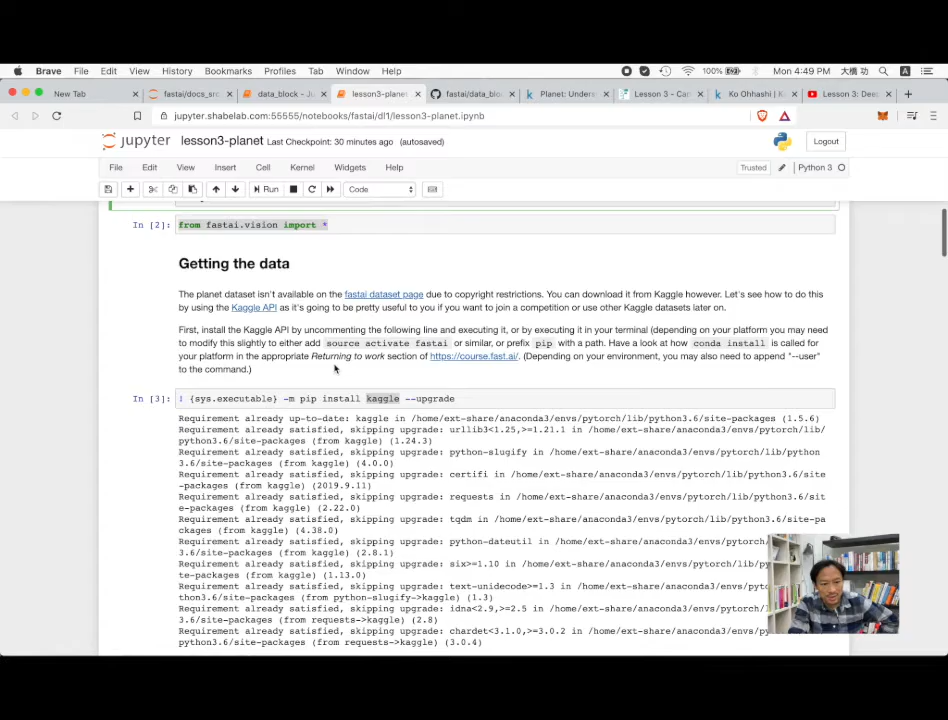 Brave File Edit View History Bookmarks Profiles Tab Window Help 100% Mon 4:49 PM 大橋 功
New Tab fastai/docs_src data_block - Ju lesson3-planet fastai/data_blo Planet: Unders Lesson 3 - Ca Ko Ohhashi | K Lesson 3: Dee
jupyter.shabelab.com:55555/notebooks/fastai/dl1/lesson3-planet.ipynb
jupyter lesson3-planet Last Checkpoint: 30 minutes ago (autosaved) Logout
File Edit View Insert Cell Kernel Widgets Help Trusted Python 3
Run Code
In [2]: from fastai.vision import *
Getting the data
The planet dataset isn't available on the fastai dataset page due to copyright restrictions. You can download it from Kaggle however. Let's see how to do this
by using the Kaggle API as it's going to be pretty useful to you if you want to join a competition or use other Kaggle datasets later on.
First, install the Kaggle API by uncommenting the following line and executing it, or by executing it in your terminal (depending on your platform you may need
to modify this slightly to either add source activate fastai or similar, or prefix pip with a path. Have a look at how conda install is called for
your platform in the appropriate Returning to work section of https://course.fast.ai/. (Depending on your environment, you may also need to append "--user"
to the command.)
In [3]: ! {sys.executable} -m pip install kaggle --upgrade
Requirement already up-to-date: kaggle in /home/ext-share/anaconda3/envs/pytorch/lib/python3.6/site-packages (1.5.6)
Requirement already satisfied, skipping upgrade: urllib3<1.25,>=1.21.1 in /home/ext-share/anaconda3/envs/pytorch/lib/
python3.6/site-packages (from kaggle) (1.24.3)
Requirement already satisfied, skipping upgrade: python-slugify in /home/ext-share/anaconda3/envs/pytorch/lib/python
3.6/site-packages (from kaggle) (4.0.0)
Requirement already satisfied, skipping upgrade: certifi in /home/ext-share/anaconda3/envs/pytorch/lib/python3.6/site
-packages (from kaggle) (2019.9.11)
Requirement already satisfied, skipping upgrade: requests in /home/ext-share/anaconda3/envs/pytorch/lib/python3.6/sit
e-packages (from kaggle) (2.22.0)
Requirement already satisfied, skipping upgrade: tqdm in /home/ext-share/anaconda3/envs/pytorch/lib/python3.6/site-pa
ckages (from kaggle) (4.38.0)
Requirement already satisfied, skipping upgrade: python-dateutil in /home/ext-share/anaconda3/envs/pytorch/
3.6/site-packages (from kaggle) (2.8.1)
Requirement already satisfied, skipping upgrade: six>=1.10 in /home/ext-share/anaconda3/envs/pytorch/lib/py
te-packages (from kaggle) (1.13.0)
Requirement already satisfied, skipping upgrade: text-unidecode>=1.3 in /home/ext-share/anaconda3/envs/pyto
thon3.6/site-packages (from python-slugify->kaggle) (1.3)
Requirement already satisfied, skipping upgrade: idna<2.9,>=2.5 in /home/ext-share/anaconda3/envs/pytorch/l
3.6/site-packages (from requests->kaggle) (2.8)
Requirement already satisfied, skipping upgrade: chardet<3.1.0,>=3.0.2 in /home/ext-share/anaconda3/envs/py
thon3.6/site-packages (from requests->kaggle) (3.0.4)